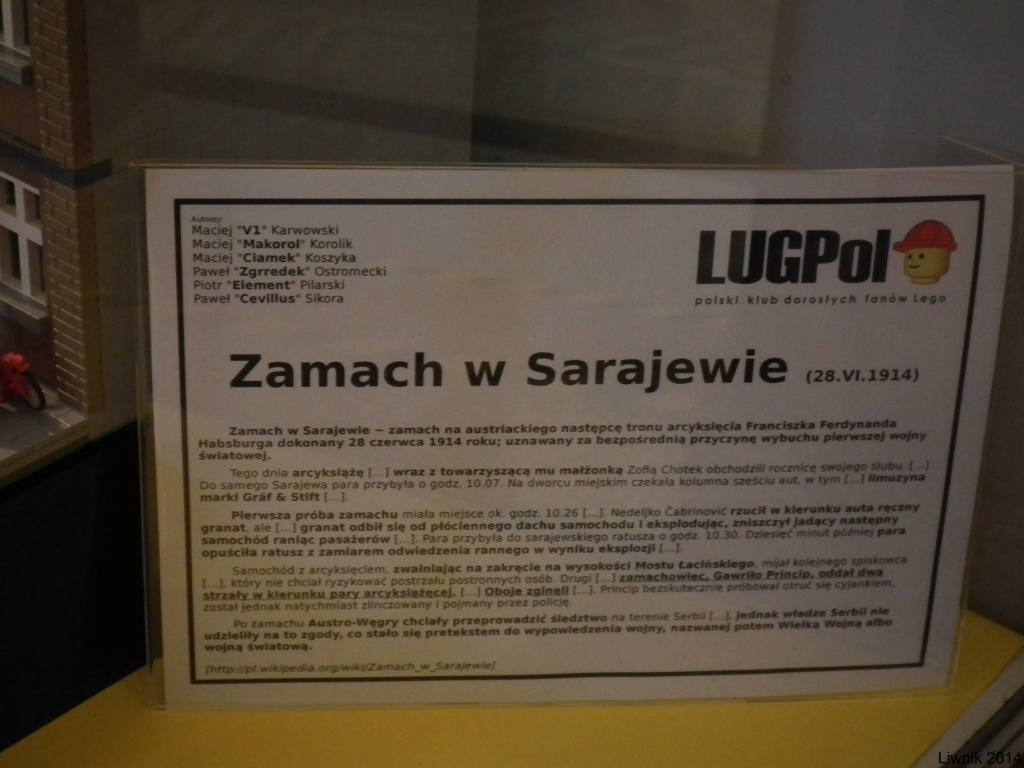 Autorzy:
Maciej "V1" Karwowski
Maciej "Makorol" Korolik
Maciej "Ciamek" Koszyka
Paweł "Zgrredek" Ostromecki
Piotr "Element" Pilarski
Paweł "Cevillus" Sikora
LUGPol
polski klub dorosłych fanów Lego
Zamach w Sarajewie (28.VI.1914)
Zamach w Sarajewie – zamach na austriackiego następcę tronu arcyksięcia Franciszka Ferdynanda
Habsburga dokonany 28 czerwca 1914 roku; uznawany za bezpośrednią przyczynę wybuchu pierwszej wojny
światowej.
Tego dnia arcyksiążę [...] wraz z towarzyszącą mu małżonką Zofią Chotek obchodzili rocznicę swojego ślubu. [...]
Do samego Sarajewa para przybyła o godz. 10.07. Na dworcu miejskim czekała kolumna sześciu aut, w tym [...] limuzyna
marki Gräf & Stift [...].
Pierwsza próba zamachu miała miejsce ok. godz. 10.26 [...]. Nedeljko Čabrinović rzucił w kierunku auta ręczny
granat, ale [...] granat odbił się od płóciennego dachu samochodu i eksplodując, zniszczył jadący następny
samochód raniąc pasażerów [...]. Para przybyła do sarajewskiego ratusza o godz. 10.30. Dziesięć minut później para
opuściła ratusz z zamiarem odwiedzenia rannego w wyniku eksplozji [...].
Samochód z arcyksięciem, zwalniając na zakręcie na wysokości Mostu Łacińskiego, mijał kolejnego spiskowca
[...], który nie chciał ryzykować postrzału postronnych osób. Drugi [...] zamachowiec, Gawriło Princip, oddał dwa
strzały w kierunku pary arcyksiążęcej. [...] Oboje zginęli [...]. Princip bezskutecznie próbował otruć się cyjankiem,
został jednak natychmiast zlinczowany i pojmany przez policję.
Po zamachu Austro-Węgry chciały przeprowadzić śledztwo na terenie Serbii [...], jednak władze Serbii nie
udzieliły na to zgody, co stało się pretekstem do wypowiedzenia wojny, nazwanej potem Wielką Wojną albo
wojną światową.
[http://pl.wikipedia.org/wiki/Zamach_w_Sarajewie]
Liwnik 2014